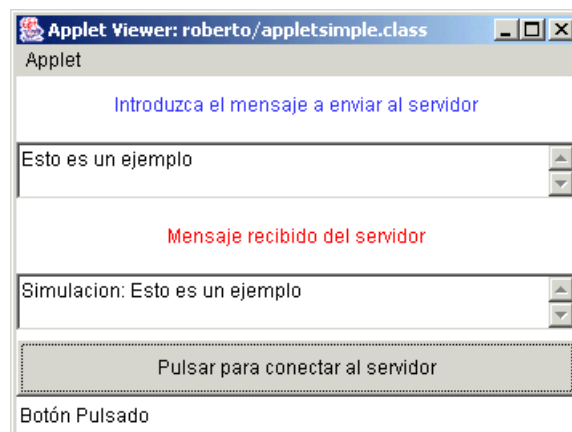 Applet Viewer: roberto/appletsimple.class
Applet
Introduzca el mensaje a enviar al servidor
Esto es un ejemplo
Mensaje recibido del servidor
Simulacion: Esto es un ejemplo
Pulsar para conectar al servidor
Botón Pulsado